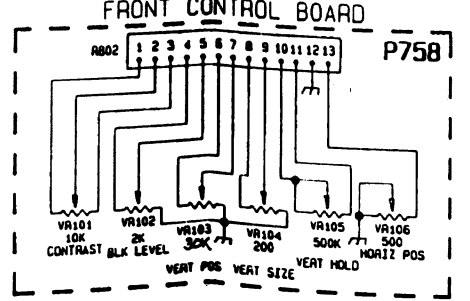 FRONT CONTROL BOARD
P758
A802
1 2 3 4 5 6 7 8 9 10 11 12 13
VR101
10K
CONTRAST
VR102
2K
BLK LEVEL
VR103
30K
VERT POS
VR104
200
VERT SIZE
VR105
500K
VERT HOLD
VR106
500
HORIZ POS